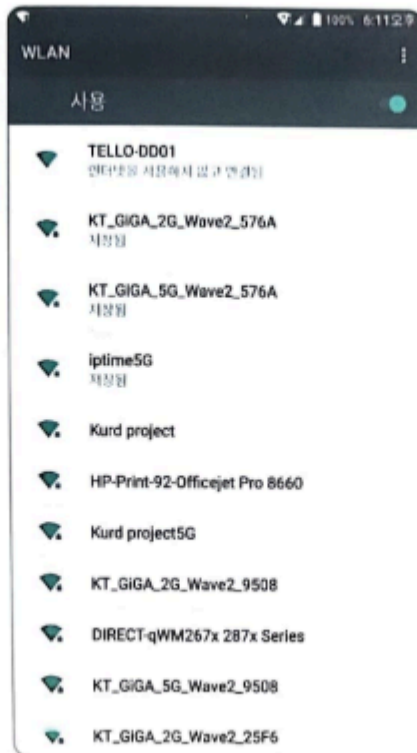 100% 6:11오후
WLAN
사용
TELLO-DD01
인터넷을 사용하지 않고 연결됨
KT_GiGA_2G_Wave2_576A
저장됨
KT_GIGA_5G_Wave2_576A
저장됨
iptime5G
저장됨
Kurd project
HP-Print-92-Officejet Pro 8660
Kurd project5G
KT_GiGA_2G_Wave2_9508
DIRECT-qWM267x 287x Series
KT_GiGA_5G_Wave2_9508
KT_GiGA_2G_Wave2_25F6